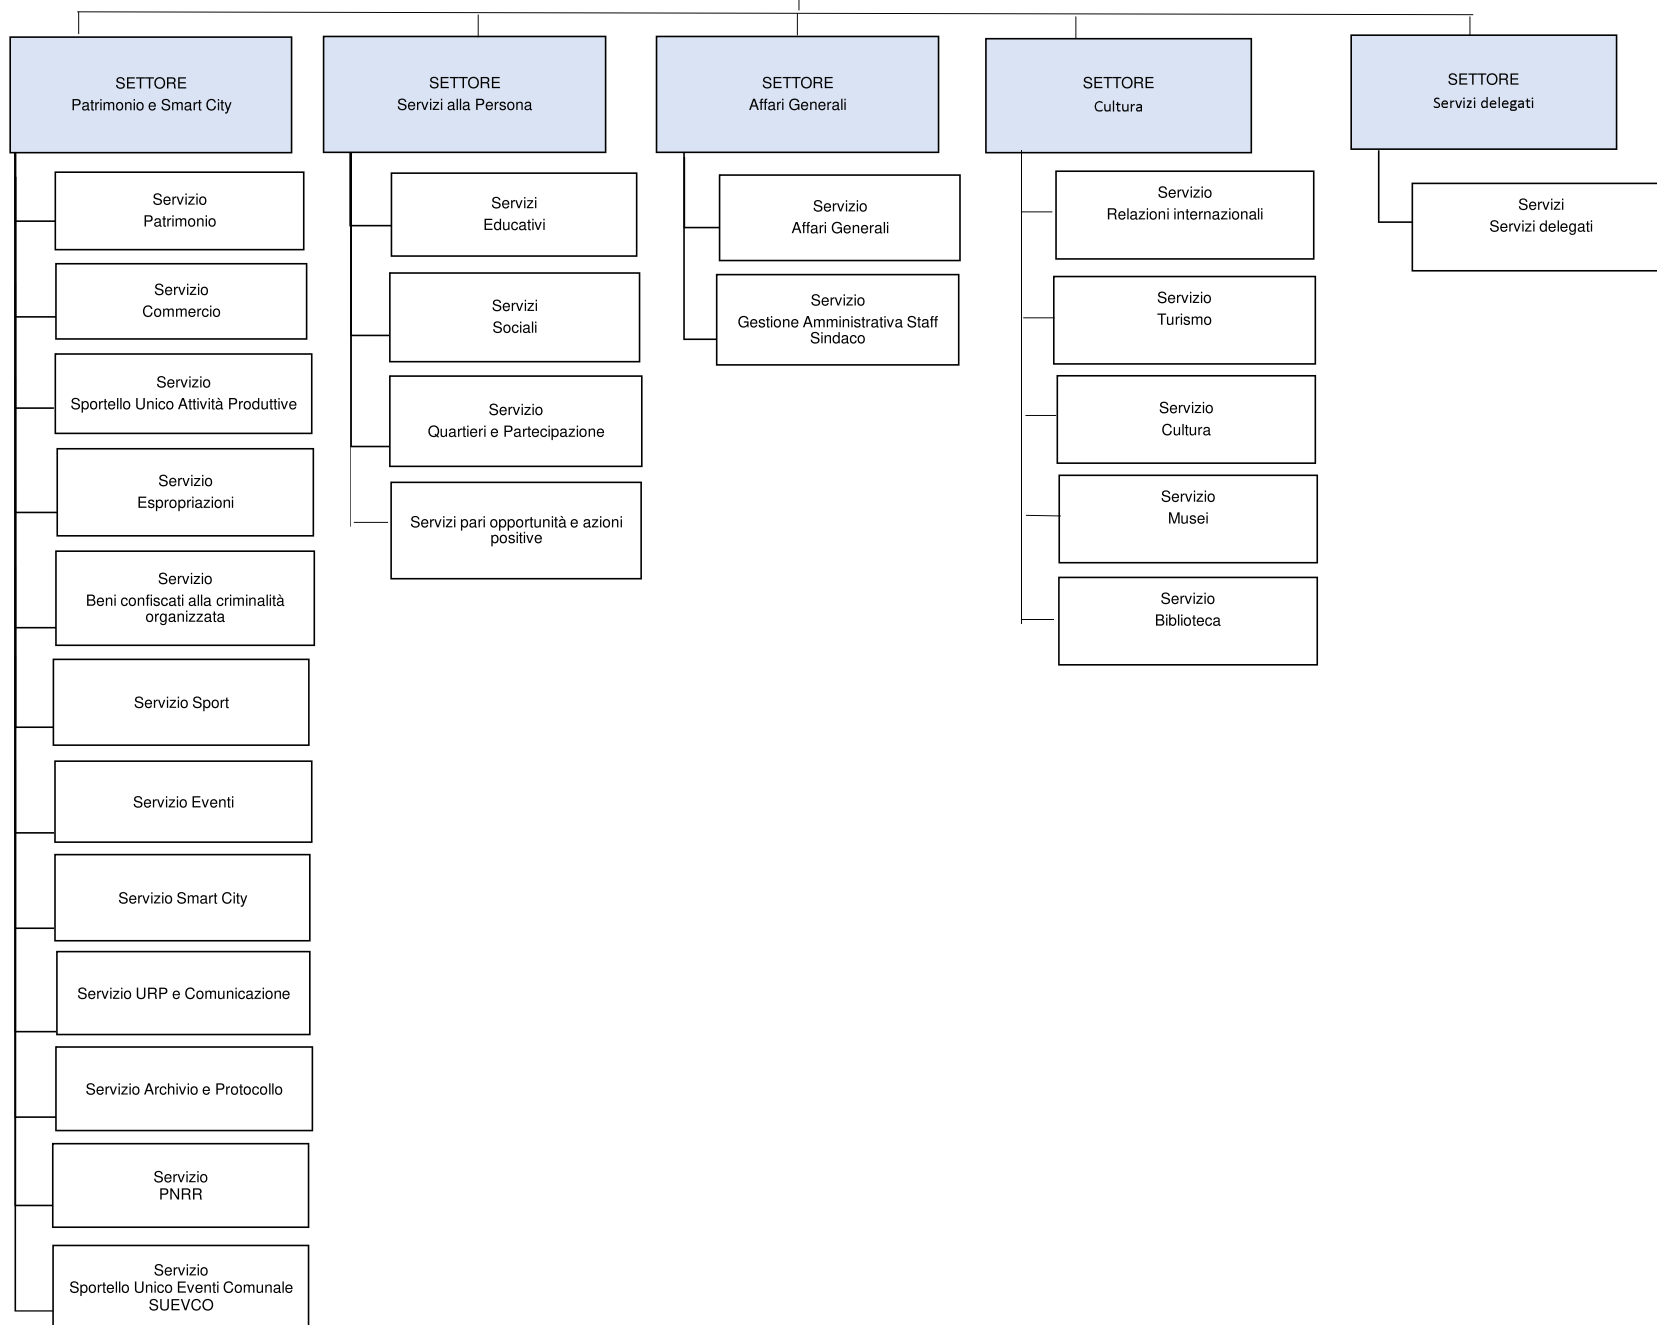 SETTORE
Patrimonio e Smart City
Servizio
Patrimonio
Servizio
Commercio
Servizio
Sportello Unico Attività Produttive
Servizio
Espropriazioni
Servizio
Beni confiscati alla criminalità
organizzata
Servizio Sport
Servizio Eventi
Servizio Smart City
Servizio URP e Comunicazione
Servizio Archivio e Protocollo
Servizio
PNRR
Servizio
Sportello Unico Eventi Comunale
SUEVCO
SETTORE
Servizi alla Persona
Servizi
Educativi
Servizi
Sociali
Servizio
Quartieri e Partecipazione
Servizi pari opportunità e azioni
positive
SETTORE
Affari Generali
Servizio
Affari Generali
Servizio
Gestione Amministrativa Staff
Sindaco
SETTORE
Cultura
Servizio
Relazioni internazionali
Servizio
Turismo
Servizio
Cultura
Servizio
Musei
Servizio
Biblioteca
SETTORE
Servizi delegati
Servizi
Servizi delegati